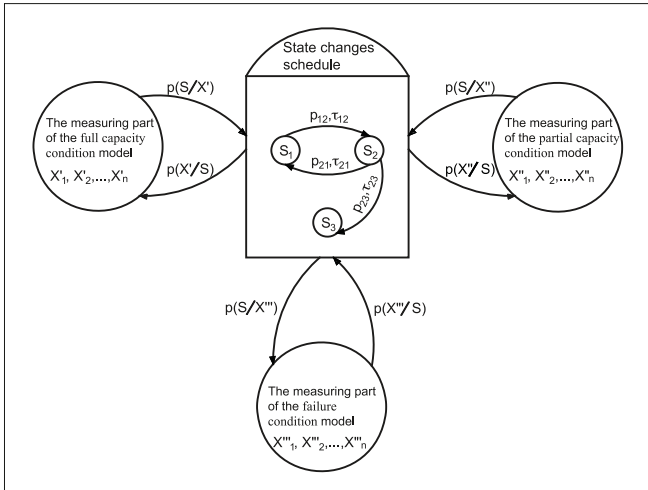 State changes
schedule
p(S/X')
p(S/X")
The measuring part
of the full capacity
condition model
X'₁, X'₂,...,X'ₙ
p₁₂,τ₁₂
S₁
S₂
p₂₁,τ₂₁
p₂₃,τ₂₃
S₃
The measuring part
of the partial capacity
condition model
X"₁, X"₂,...,X"ₙ
p(X'/S)
p(X"/S)
p(S/X''')
p(X'''/S)
The measuring part
of the failure
condition model
X'''₁, X'''₂,...,X'''ₙ